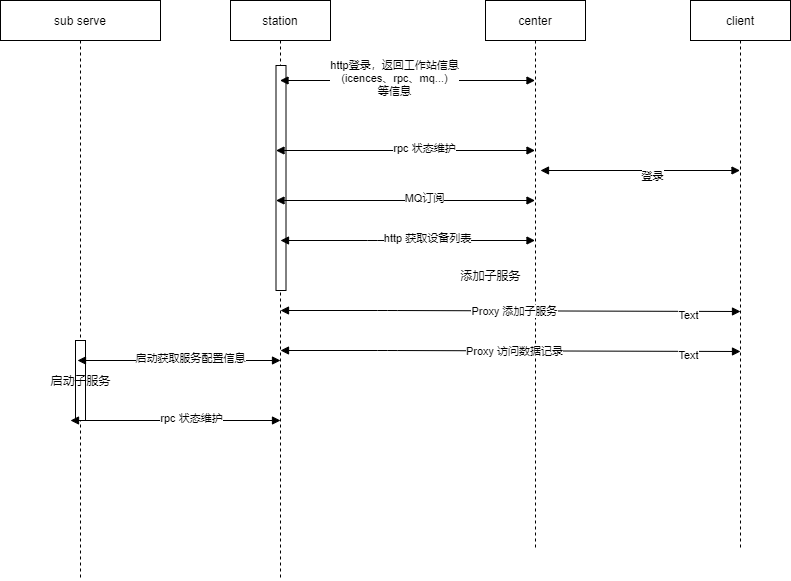 sub serve
station
center
client
http登录，返回工作站信息
(icences、rpc、mq...)
等信息
rpc 状态维护
登录
MQ订阅
http 获取设备列表
添加子服务
Proxy 添加子服务
Text
Proxy 访问数据记录
Text
启动获取服务配置信息
启动子服务
rpc 状态维护